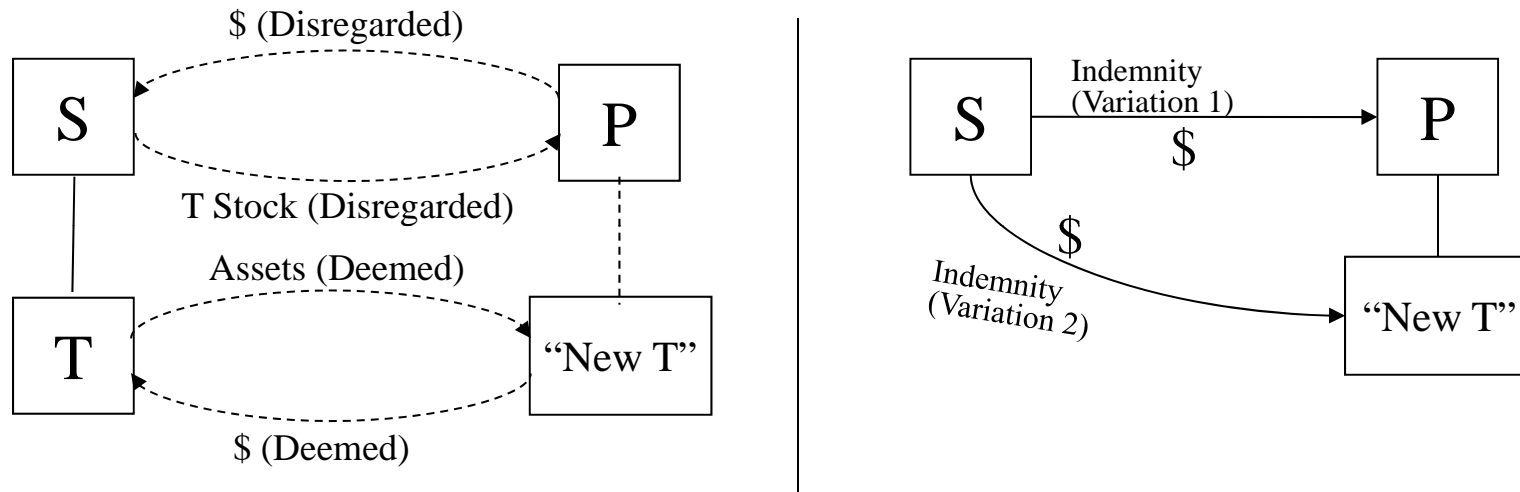 $ (Disregarded)
S
P
T Stock (Disregarded)
Assets (Deemed)
T
“New T”
$ (Deemed)
Indemnity
(Variation 1)
S
P
$
$
Indemnity
(Variation 2)
“New T”